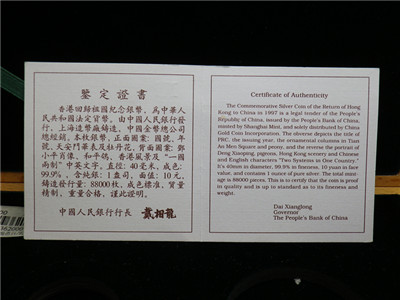 鑒定證書
香港回歸祖國紀念銀幣,爲中華人
民共和國法定貨幣,由中國人民銀行發
行,上海造幣廠鑄造,中國金幣總公司
總經銷。本枚銀幣,正面圖案:國號、年
號、天安門華表及牡丹花,背面圖案:鄧
小平肖像、和平鴿、香港風景及“一國
兩制”中英文字,直徑:40毫米,成色:
99.9%,含純銀:1盎司,面值:10元,
鑄造發行量:88000枚,成色標準,質量
精制,重量合格,謹此證明。
中國人民銀行行長 戴相龍
Certificate of Authenticity
The Commemorative Silver Coin of the Return of Hong
Kong to China in 1997 is a legal tender of the People's
Republic of China, issued by the People's Bank of China,
minted by Shanghai Mint, and solely distributed by China
Gold Coin Incorporation. The obverse depicts the title of
PRC, the issuing year, the ornamental columns in Tian
An Men Square and peony, and the reverse the portrait of
Deng Xiaoping, pigeons, Hong Kong scenery and Chinese
and English characters "Two Systems in One Country."
It's 40mm in diameter, 99.9% in fineness, 10 yuan in face
value, and contains 1 ounce of pure silver. The total mint-
age is 88000 pieces. This is to certify that the coin is proof
in quality and is up to standard as to its fineness and
weight.
Dai Xianglong
Governor
The People's Bank of China